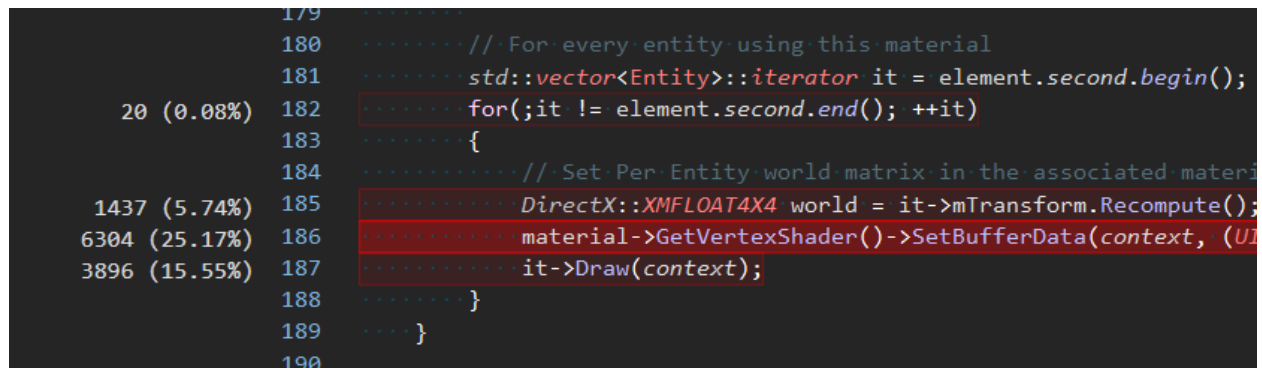 179
180 // For every entity using this material
181 std::vector<Entity>::iterator it = element.second.begin();
20 (0.08%) 182 for(;it != element.second.end(); ++it)
183 {
184 // Set Per Entity world matrix in the associated materi
1437 (5.74%) 185 DirectX::XMFLOAT4X4 world = it->mTransform.Recompute();
6304 (25.17%) 186 material->GetVertexShader()->SetBufferData(context, (UI
3896 (15.55%) 187 it->Draw(context);
188 }
189 }
190